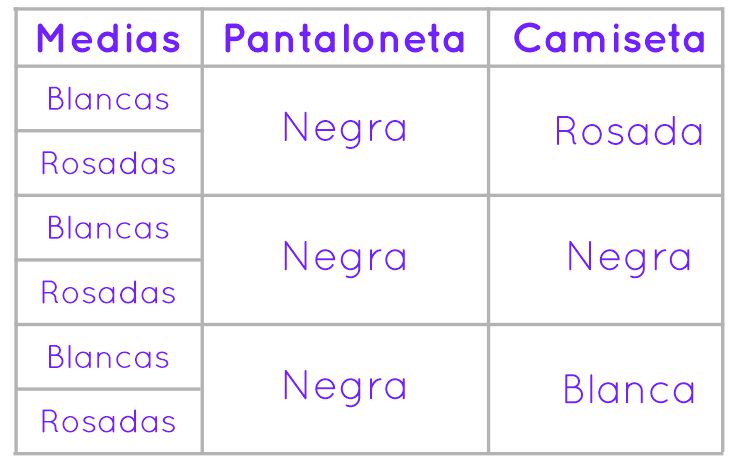 Medias Pantaloneta Camiseta
Blancas
Negra Rosada
Rosadas
Blancas
Negra Negra
Rosadas
Blancas
Negra Blanca
Rosadas